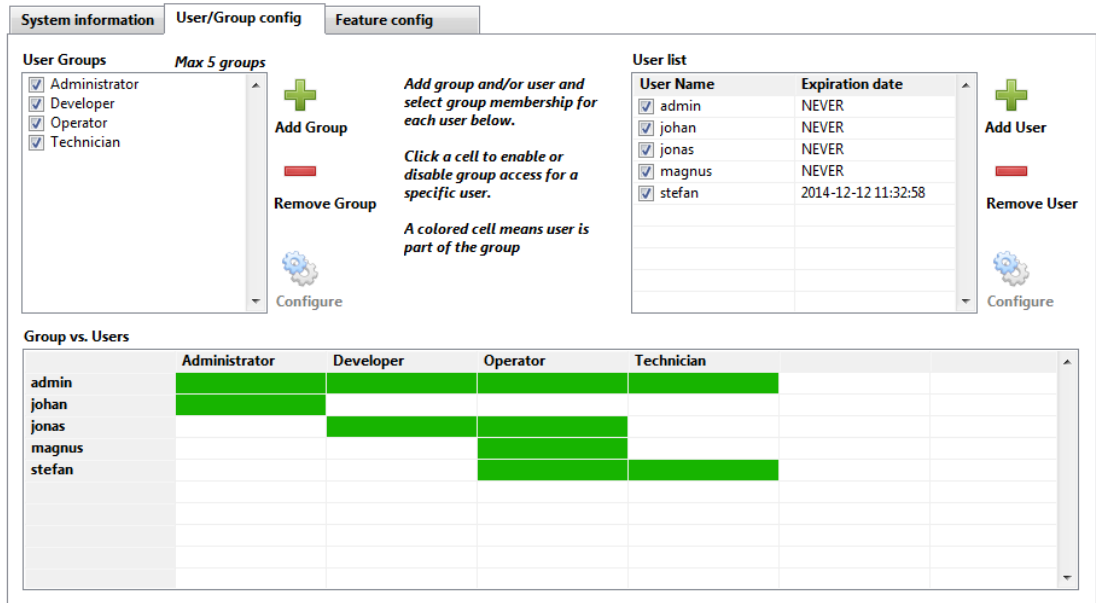 System information
User/Group config
Feature config
User Groups
Max 5 groups
Administrator
Developer
Operator
Technician
Add Group
Remove Group
Configure
Add group and/or user and
select group membership for
each user below.
Click a cell to enable or
disable group access for a
specific user.
A colored cell means user is
part of the group
User list
User Name Expiration date
admin NEVER
johan NEVER
jonas NEVER
magnus NEVER
stefan 2014-12-12 11:32:58
Add User
Remove User
Configure
Group vs. Users
Administrator Developer Operator Technician
admin
johan
jonas
magnus
stefan